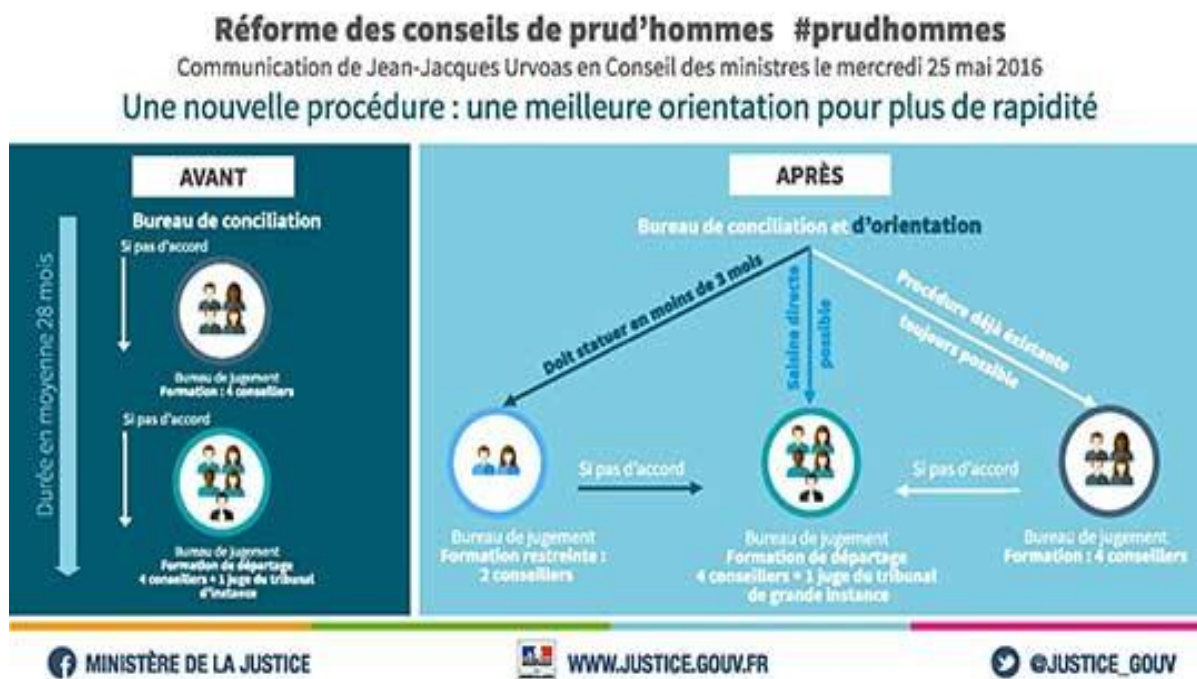 Réforme des conseils de prud'hommes #prudhommes
Communication de Jean-Jacques Urvoas en Conseil des ministres le mercredi 25 mai 2016
Une nouvelle procédure : une meilleure orientation pour plus de rapidité
AVANT
Durée en moyenne 28 mois
Bureau de conciliation
Si pas d'accord
Bureau de jugement
Formation : 4 conseillers
Si pas d'accord
Bureau de jugement
Formation de départage
4 conseillers + 1 juge du tribunal
d'instance
APRÈS
Bureau de conciliation et d'orientation
Doit statuer en moins de 3 mois
Saisine directe
possible
Procédure déjà éxistante
toujours possible
Si pas d'accord
Si pas d'accord
Bureau de jugement
Formation restreinte :
2 conseillers
Bureau de jugement
Formation de départage
4 conseillers + 1 juge du tribunal
de grande instance
Bureau de jugement
Formation : 4 conseillers
MINISTÈRE DE LA JUSTICE
WWW.JUSTICE.GOUV.FR
@JUSTICE_GOUV